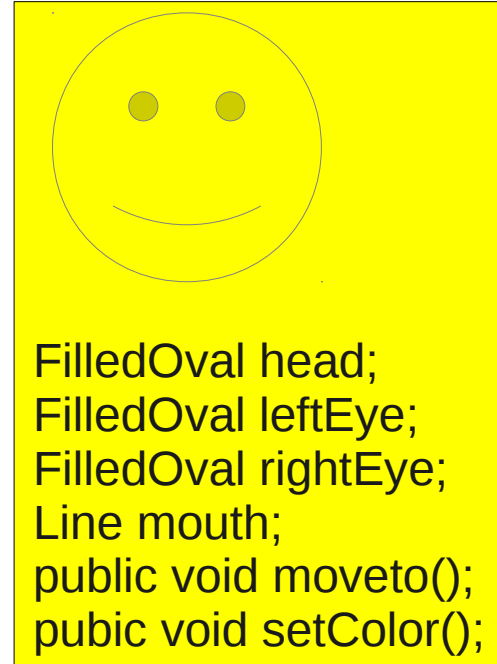 FilledOval head;
FilledOval leftEye;
FilledOval rightEye;
Line mouth;
public void moveto();
pubic void setColor();